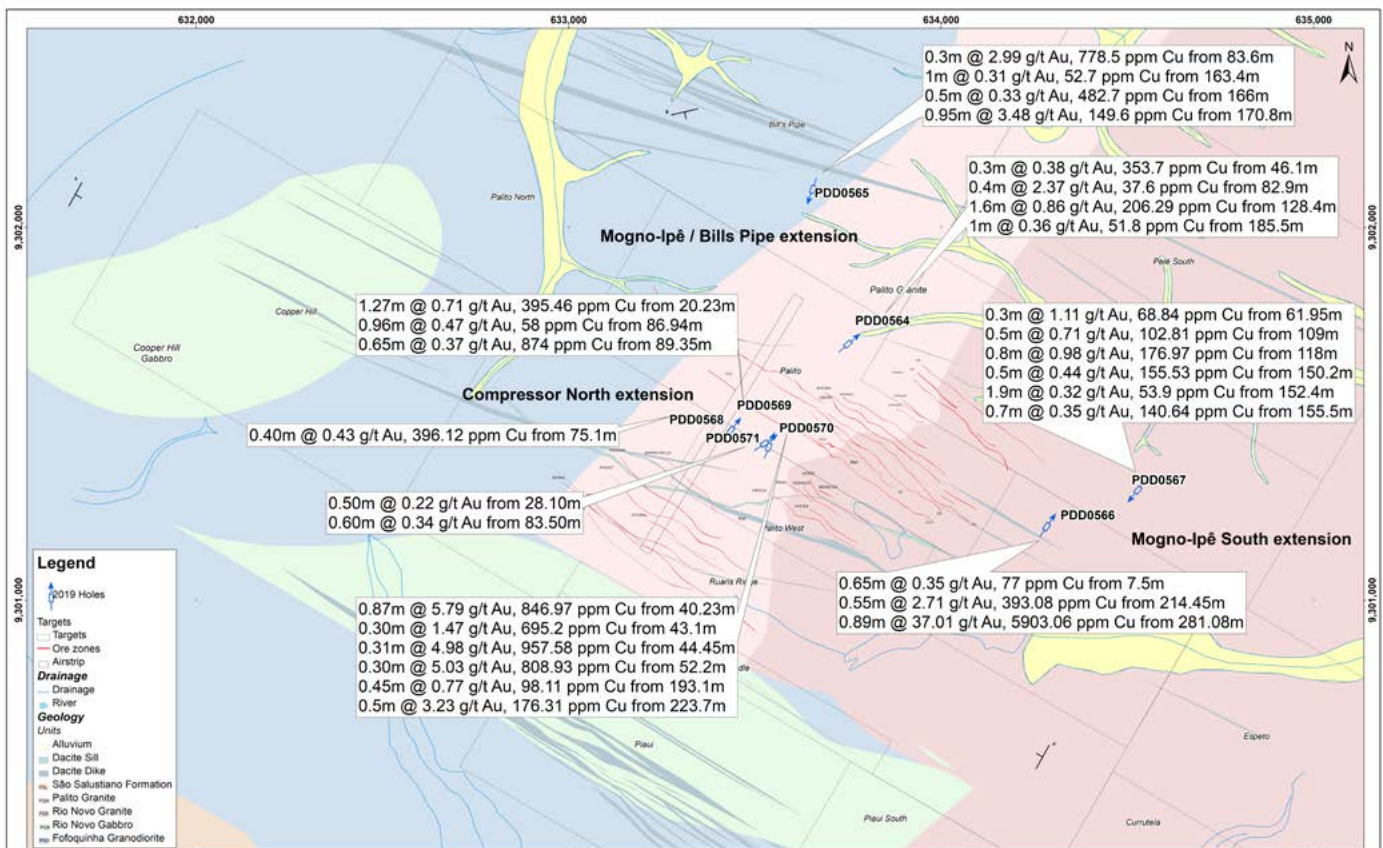 632,000
633,000
634,000
635,000
N
9,302,000
9,302,000
9,301,000
9,301,000
0.3m @ 2.99 g/t Au, 778.5 ppm Cu from 83.6m
1m @ 0.31 g/t Au, 52.7 ppm Cu from 163.4m
0.5m @ 0.33 g/t Au, 482.7 ppm Cu from 166m
0.95m @ 3.48 g/t Au, 149.6 ppm Cu from 170.8m
Bill's Pipe
PDD0565
Palito North
Mogno-Ipê / Bills Pipe extension
0.3m @ 0.38 g/t Au, 353.7 ppm Cu from 46.1m
0.4m @ 2.37 g/t Au, 37.6 ppm Cu from 82.9m
1.6m @ 0.86 g/t Au, 206.29 ppm Cu from 128.4m
1m @ 0.36 g/t Au, 51.8 ppm Cu from 185.5m
Pele South
Palito Granite
Copper Hill
Cooper Hill
Gabbro
1.27m @ 0.71 g/t Au, 395.46 ppm Cu from 20.23m
0.96m @ 0.47 g/t Au, 58 ppm Cu from 86.94m
0.65m @ 0.37 g/t Au, 874 ppm Cu from 89.35m
PDD0564
0.3m @ 1.11 g/t Au, 68.84 ppm Cu from 61.95m
0.5m @ 0.71 g/t Au, 102.81 ppm Cu from 109m
0.8m @ 0.98 g/t Au, 176.97 ppm Cu from 118m
0.5m @ 0.44 g/t Au, 155.53 ppm Cu from 150.2m
1.9m @ 0.32 g/t Au, 53.9 ppm Cu from 152.4m
0.7m @ 0.35 g/t Au, 140.64 ppm Cu from 155.5m
Palito
Compressor North extension
PDD0569
PDD0568
PDD0570
PDD0571
0.40m @ 0.43 g/t Au, 396.12 ppm Cu from 75.1m
PDD0567
PDD0566
0.50m @ 0.22 g/t Au from 28.10m
0.60m @ 0.34 g/t Au from 83.50m
Palito West
Mogno-Ipê South extension
Ruaris Ridge
0.65m @ 0.35 g/t Au, 77 ppm Cu from 7.5m
0.55m @ 2.71 g/t Au, 393.08 ppm Cu from 214.45m
0.89m @ 37.01 g/t Au, 5903.06 ppm Cu from 281.08m
0.87m @ 5.79 g/t Au, 846.97 ppm Cu from 40.23m
0.30m @ 1.47 g/t Au, 695.2 ppm Cu from 43.1m
0.31m @ 4.98 g/t Au, 957.58 ppm Cu from 44.45m
0.30m @ 5.03 g/t Au, 808.93 ppm Cu from 52.2m
0.45m @ 0.77 g/t Au, 98.11 ppm Cu from 193.1m
0.5m @ 3.23 g/t Au, 176.31 ppm Cu from 223.7m
Piaui
Espeto
Piaui South
Currutela
Legend
2019 Holes
Targets
Targets
Ore zones
Airstrip
Drainage
Drainage
River
Geology
Units
Alluvium
Dacite Sill
Dacite Dike
São Salustiano Formation
Palito Granite
Rio Novo Granite
Rio Novo Gabbro
Fofoquinha Granodiorite